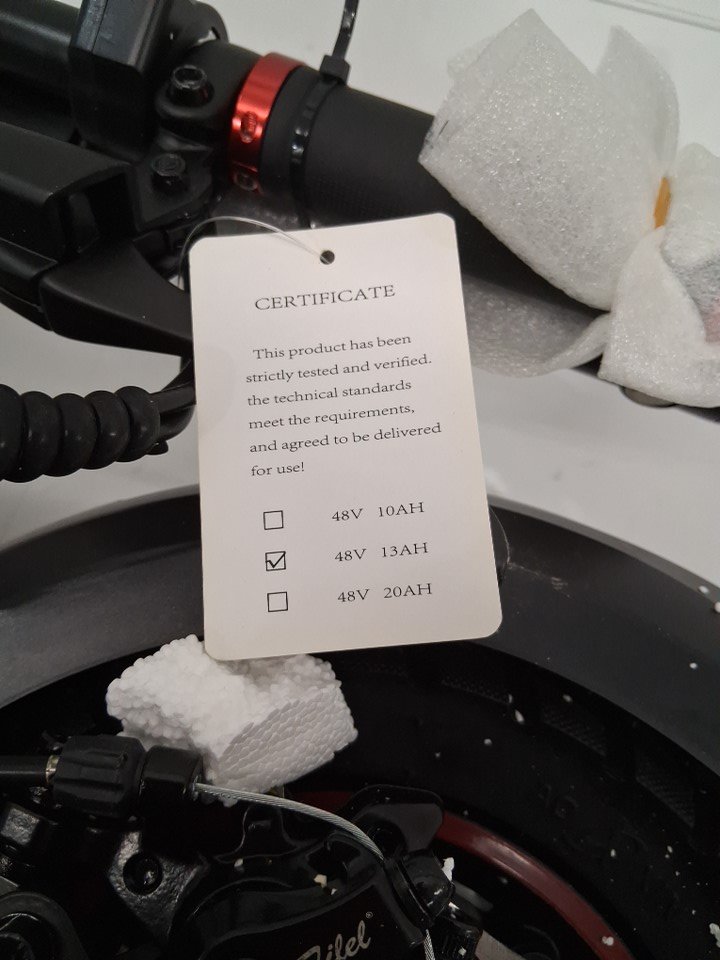 CERTIFICATE
This product has been
strictly tested and verified.
the technical standards
meet the requirements,
and agreed to be delivered
for use!
☐ 48V 10AH
☑ 48V 13AH
☐ 48V 20AH